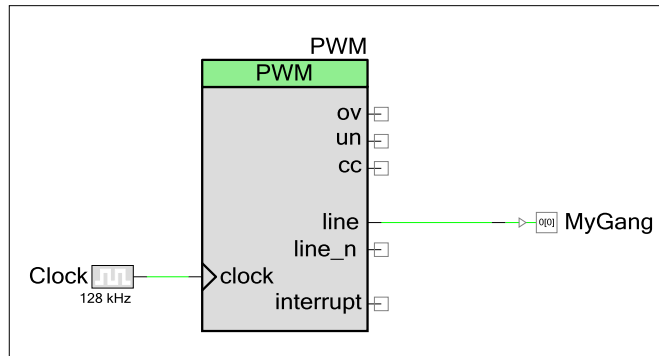 PWM
PWM
ov
un
cc
line
0[0] MyGang
line_n
Clock
clock
128 kHz
interrupt